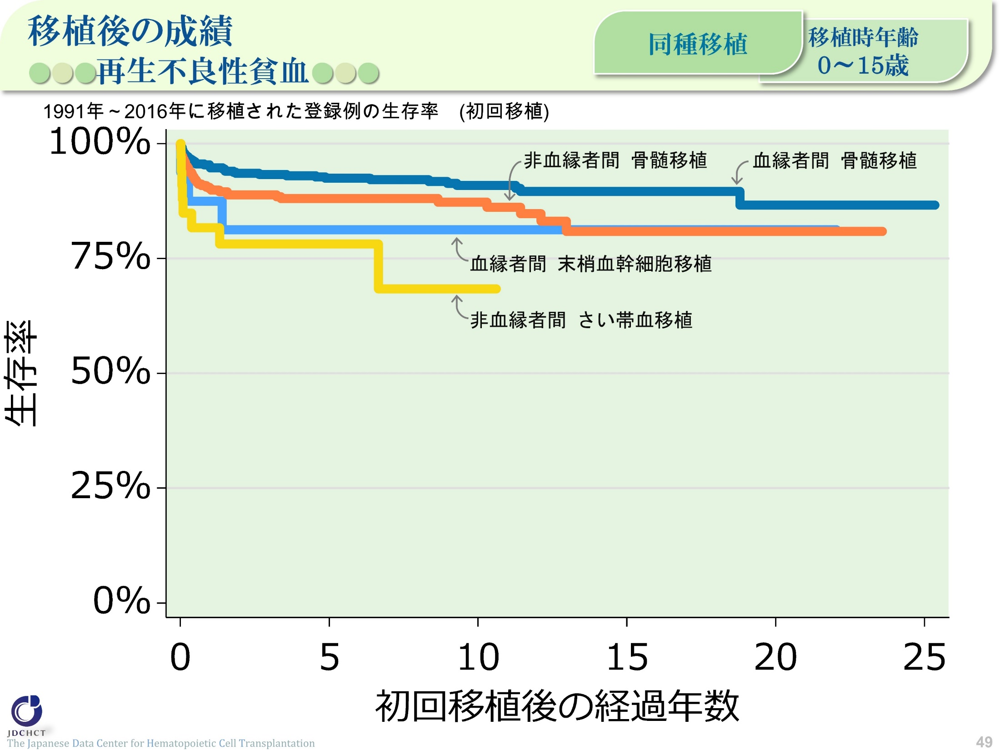 移植後の成績
再生不良性貧血
同種移植
移植時年齢
0～15歳
1991年～2016年に移植された登録例の生存率　(初回移植)
100%
75%
50%
25%
0%
生存率
非血縁者間 骨髄移植
血縁者間 骨髄移植
血縁者間 末梢血幹細胞移植
非血縁者間 さい帯血移植
0 5 10 15 20 25
初回移植後の経過年数
JDCHCT
The Japanese Data Center for Hematopoietic Cell Transplantation
49